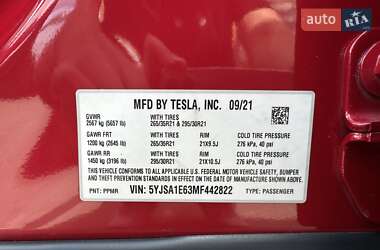 auto RIA.com
MFD BY TESLA, INC. 09/21
GVWR WITH TIRES
2567 kg (5657 lb) 265/35R21 & 295/30R21
GAWR FRT WITH TIRES RIM COLD TIRE
1200 kg (2645 lb) 265/35R21 21X9.5J 276 kPa, 40 psi
GAWR RR WITH TIRES RIM
1450 kg (3196 lb) 295/30R21 21X10.5J 276 kPa, 40 psi
THIS VEHICLE CONFORMS TO ALL APPLICABLE U.S. FEDERAL MOTOR VEHICLE
SAFETY, BUMPER, AND THEFT PREVENTION STANDARDS IN EFFECT ON THE
DATE OF MANUFACTURE SHOWN ABOVE.
PNT: PPMR VIN: 5YJSA1E63MF442822 TYPE: PASSENGER